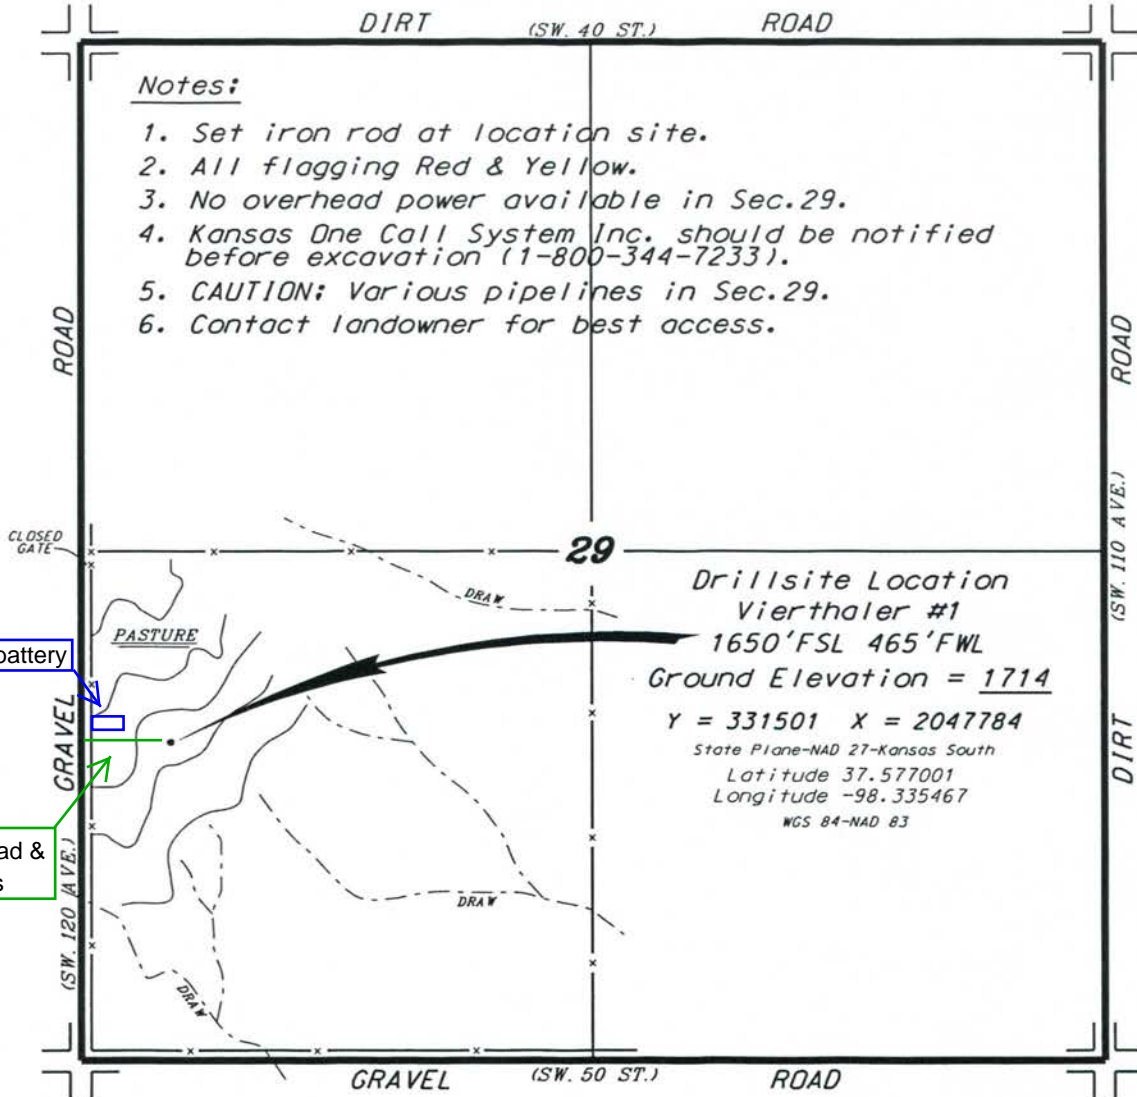 DIRT (SW. 40 ST.) ROAD
Notes:
1. Set iron rod at location site.
2. All flagging Red & Yellow.
3. No overhead power available in Sec.29.
4. Kansas One Call System Inc. should be notified
before excavation (1-800-344-7233).
5. CAUTION: Various pipelines in Sec.29.
6. Contact landowner for best access.
ROAD
ROAD
CLOSED
GATE
29
(SW. 110 AVE.)
DRAW
Drillsite Location
Vierthaler #1
1650'FSL 465'FWL
Ground Elevation = 1714
Y = 331501 X = 2047784
State Plane-NAD 27-Kansas South
Latitude 37.577001
Longitude -98.335467
WGS 84-NAD 83
PASTURE
battery
GRAVEL
DIRT
ad &
s
(SW. 120 AVE.)
DRAW
DRAW
GRAVEL (SW. 50 ST.) ROAD